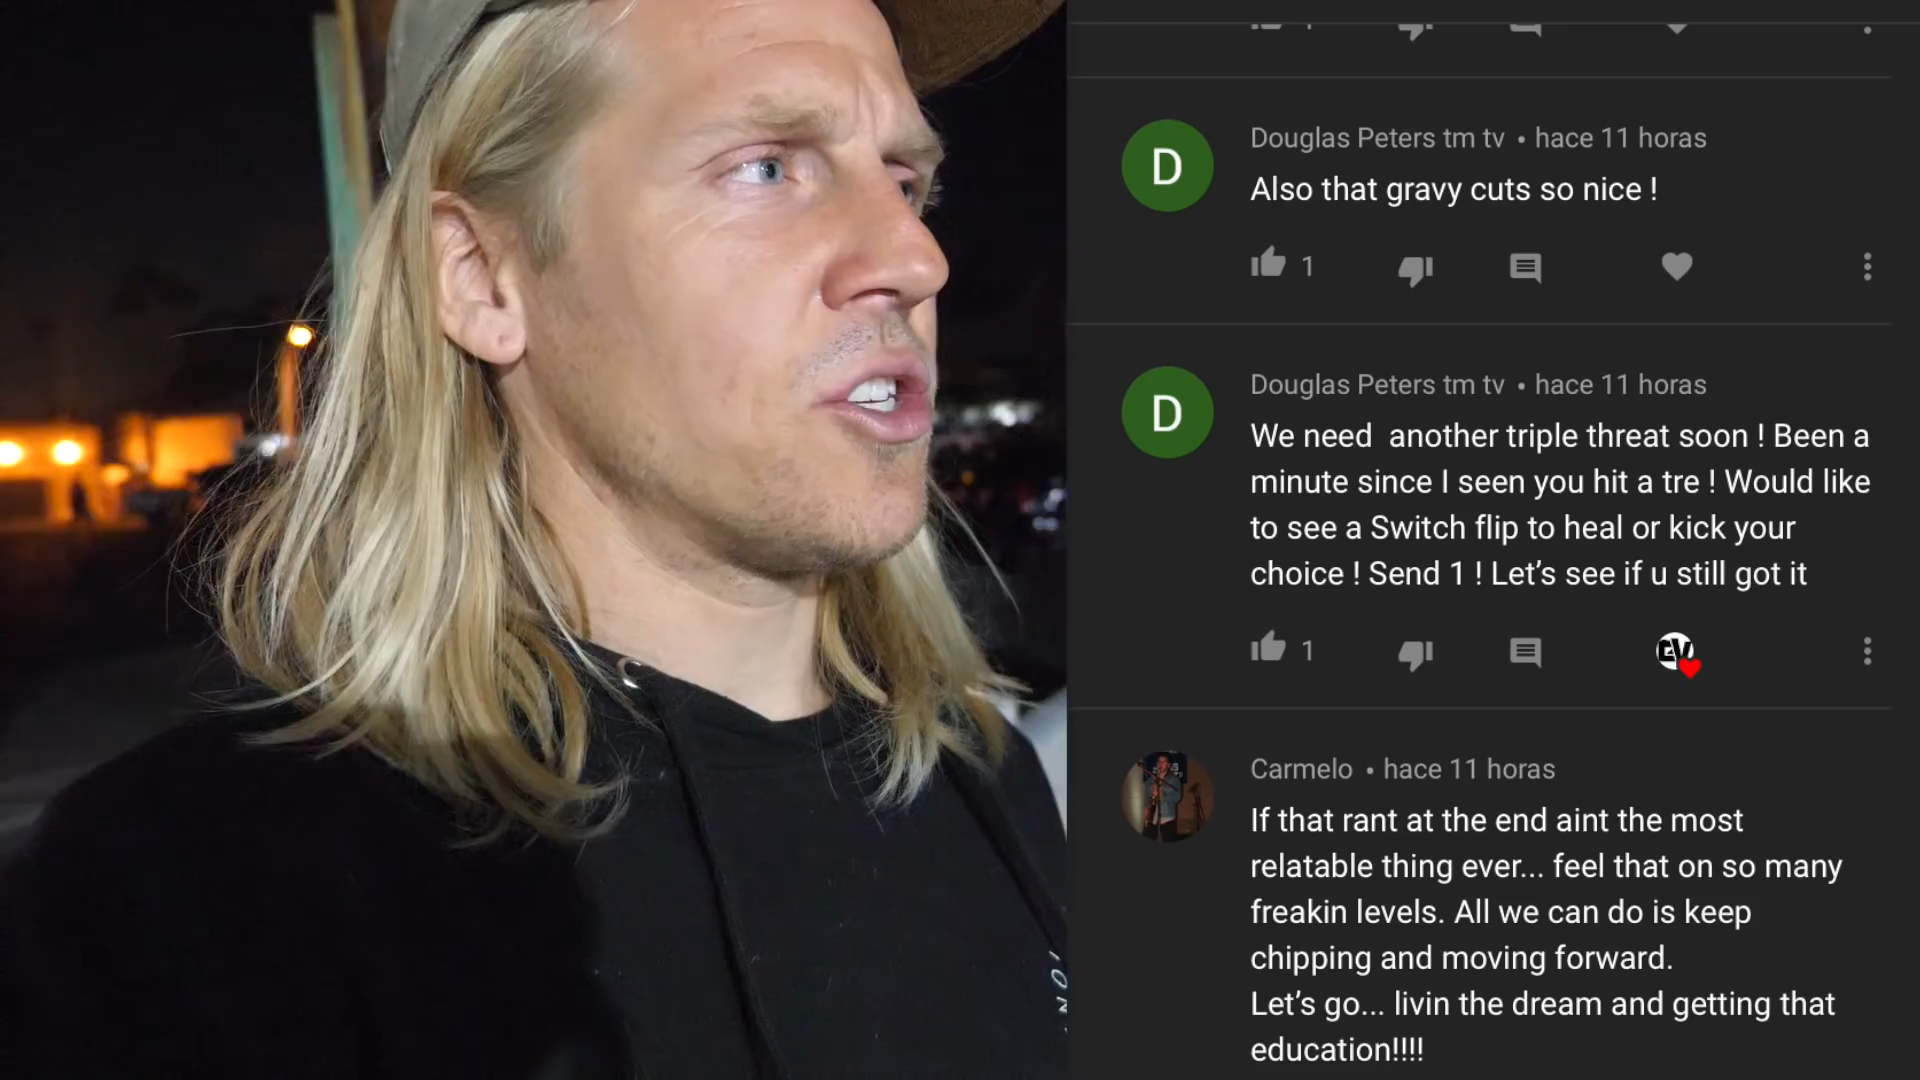 1
D
Douglas Peters tm tv • hace 11 horas
Also that gravy cuts so nice !
1
D
Douglas Peters tm tv • hace 11 horas
We need  another triple threat soon ! Been a
minute since I seen you hit a tre ! Would like
to see a Switch flip to heal or kick your
choice ! Send 1 ! Let’s see if u still got it
1
Carmelo • hace 11 horas
If that rant at the end aint the most
relatable thing ever... feel that on so many
freakin levels. All we can do is keep
chipping and moving forward.
Let’s go... livin the dream and getting that
education!!!!